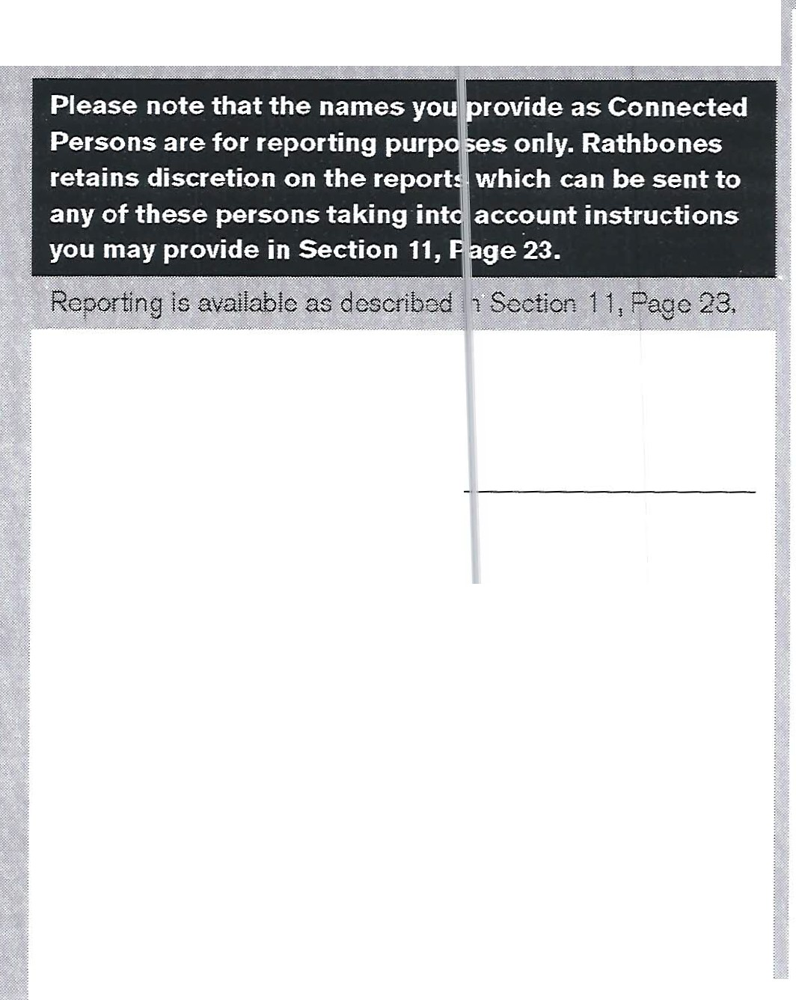 Please note that the names you provide as Connected
Persons are for reporting purposes only. Rathbones
retains discretion on the reports which can be sent to
any of these persons taking into account instructions
you may provide in Section 11, Page 23.
Reporting is available as described in Section 11, Page 23.